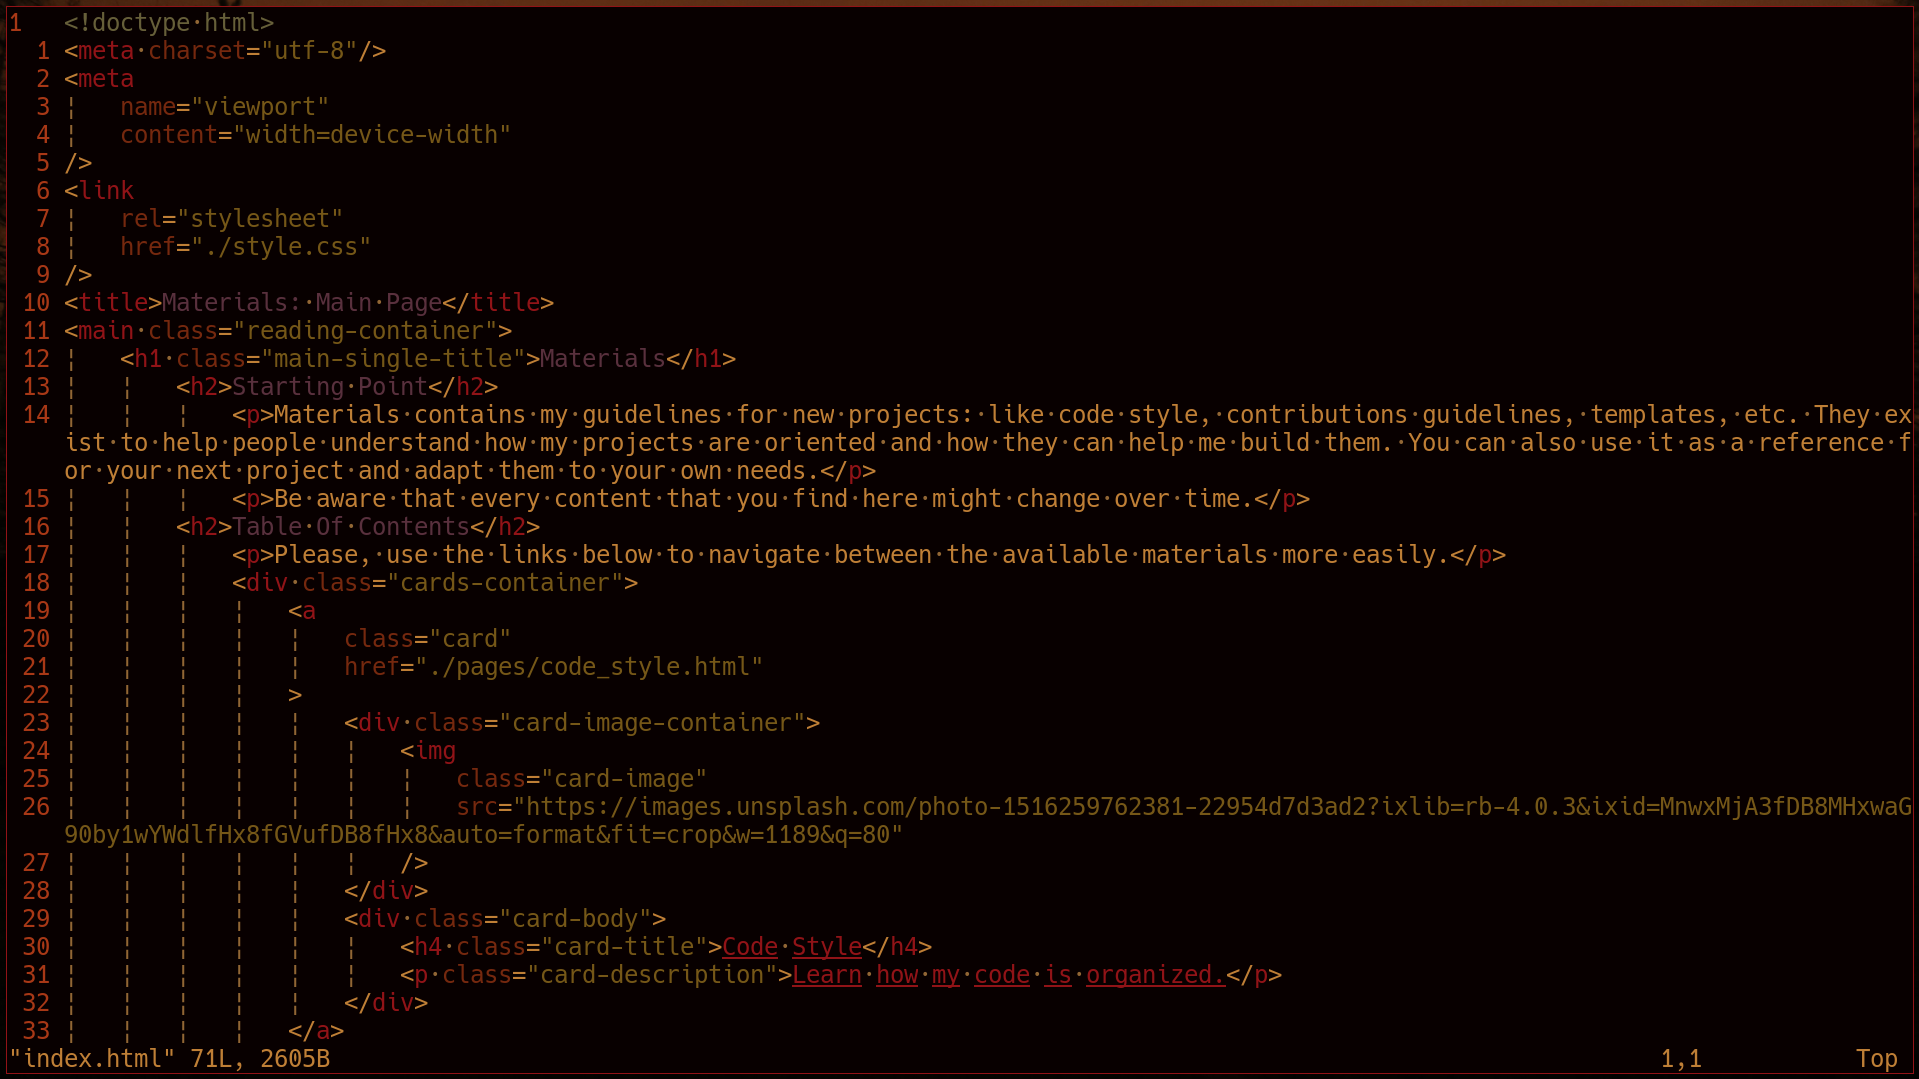 1   <!doctype·html>
  1 <meta·charset="utf-8"/>
  2 <meta
  3 ¦   name="viewport"
  4 ¦   content="width=device-width"
  5 />
  6 <link
  7 ¦   rel="stylesheet"
  8 ¦   href="./style.css"
  9 />
 10 <title>Materials:·Main·Page</title>
 11 <main·class="reading-container">
 12 ¦   <h1·class="main-single-title">Materials</h1>
 13 ¦   ¦   <h2>Starting·Point</h2>
 14 ¦   ¦   ¦   <p>Materials·contains·my·guidelines·for·new·projects:·like·code·style,·contributions·guidelines,·templates,·etc.·They·ex
    ist·to·help·people·understand·how·my·projects·are·oriented·and·how·they·can·help·me·build·them.·You·can·also·use·it·as·a·reference·f
    or·your·next·project·and·adapt·them·to·your·own·needs.</p>
 15 ¦   ¦   ¦   <p>Be·aware·that·every·content·that·you·find·here·might·change·over·time.</p>
 16 ¦   ¦   <h2>Table·Of·Contents</h2>
 17 ¦   ¦   ¦   <p>Please,·use·the·links·below·to·navigate·between·the·available·materials·more·easily.</p>
 18 ¦   ¦   ¦   <div·class="cards-container">
 19 ¦   ¦   ¦   ¦   <a
 20 ¦   ¦   ¦   ¦   ¦   class="card"
 21 ¦   ¦   ¦   ¦   ¦   href="./pages/code_style.html"
 22 ¦   ¦   ¦   ¦   >
 23 ¦   ¦   ¦   ¦   ¦   <div·class="card-image-container">
 24 ¦   ¦   ¦   ¦   ¦   ¦   <img
 25 ¦   ¦   ¦   ¦   ¦   ¦   ¦   class="card-image"
 26 ¦   ¦   ¦   ¦   ¦   ¦   ¦   src="https://images.unsplash.com/photo-1516259762381-22954d7d3ad2?ixlib=rb-4.0.3&ixid=MnwxMjA3fDB8MHxwaG
    90by1wYWdlfHx8fGVufDB8fHx8&auto=format&fit=crop&w=1189&q=80"
 27 ¦   ¦   ¦   ¦   ¦   ¦   />
 28 ¦   ¦   ¦   ¦   ¦   </div>
 29 ¦   ¦   ¦   ¦   ¦   <div·class="card-body">
 30 ¦   ¦   ¦   ¦   ¦   ¦   <h4·class="card-title">Code·Style</h4>
 31 ¦   ¦   ¦   ¦   ¦   ¦   <p·class="card-description">Learn·how·my·code·is·organized.</p>
 32 ¦   ¦   ¦   ¦   ¦   </div>
 33 ¦   ¦   ¦   ¦   </a>
"index.html" 71L, 2605B 1,1 Top